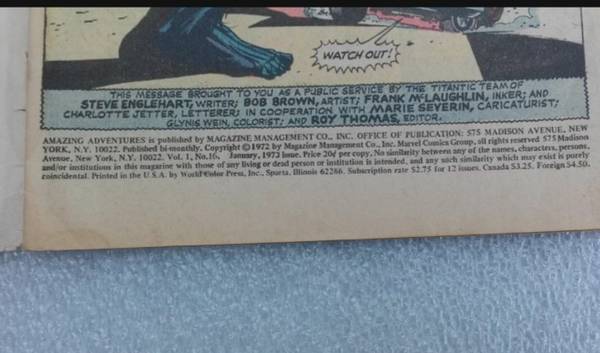 WATCH OUT!
THIS MESSAGE BROUGHT TO YOU AS A PUBLIC SERVICE BY THE TITANTIC TEAM OF
STEVE ENGLEHART, WRITER; BOB BROWN, ARTIST; FRANK McLAUGHLIN, INKER; AND
CHARLOTTE JETTER, LETTERER; IN COOPERATION WITH MARIE SEVERIN, CARICATURIST;
GLYNIS WEIN, COLORIST; AND ROY THOMAS, EDITOR.
AMAZING ADVENTURES is published by MAGAZINE MANAGEMENT CO., INC. OFFICE OF PUBLICATION: 575 MADISON AVENUE, NEW
YORK, N.Y. 10022. Published bi-monthly. Copyright ©1972 by Magazine Management Co., Inc. Marvel Comics Group, all rights reserved 575 Madison
Avenue, New York, N.Y. 10022. Vol. 1, No.16, January, 1973 issue. Price 20¢ per copy. No similarity between any of the names, characters, persons,
and/or institutions in this magazine with those of any living or dead person or institution is intended, and any such similarity which may exist is purely
coincidental. Printed in the U.S.A. by World Color Press, Inc., Sparta, Illinois 62286. Subscription rate $2.75 for 12 issues. Canada $3.25. Foreign $4.50.